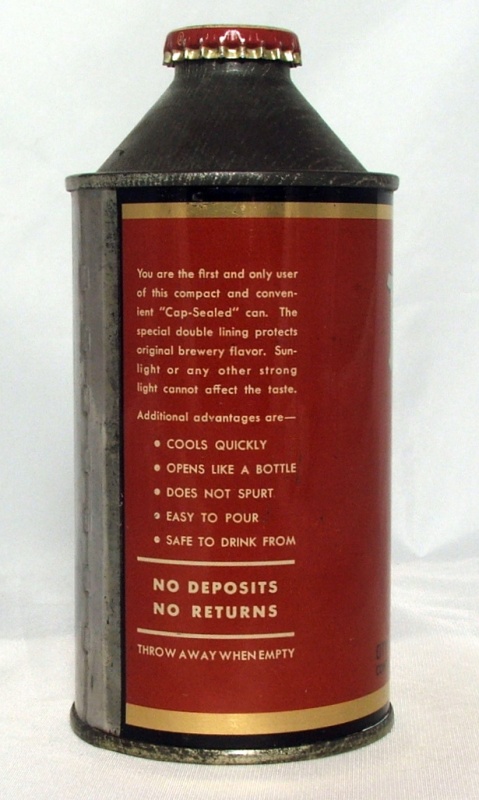 You are the first and only user
of this compact and conven-
ient "Cap-Sealed" can. The
special double lining protects
original brewery flavor. Sun-
light or any other strong
light cannot affect the taste.
Additional advantages are—
• COOLS QUICKLY
• OPENS LIKE A BOTTLE
• DOES NOT SPURT
• EASY TO POUR
• SAFE TO DRINK FROM
NO DEPOSITS
NO RETURNS
THROW AWAY WHEN EMPTY